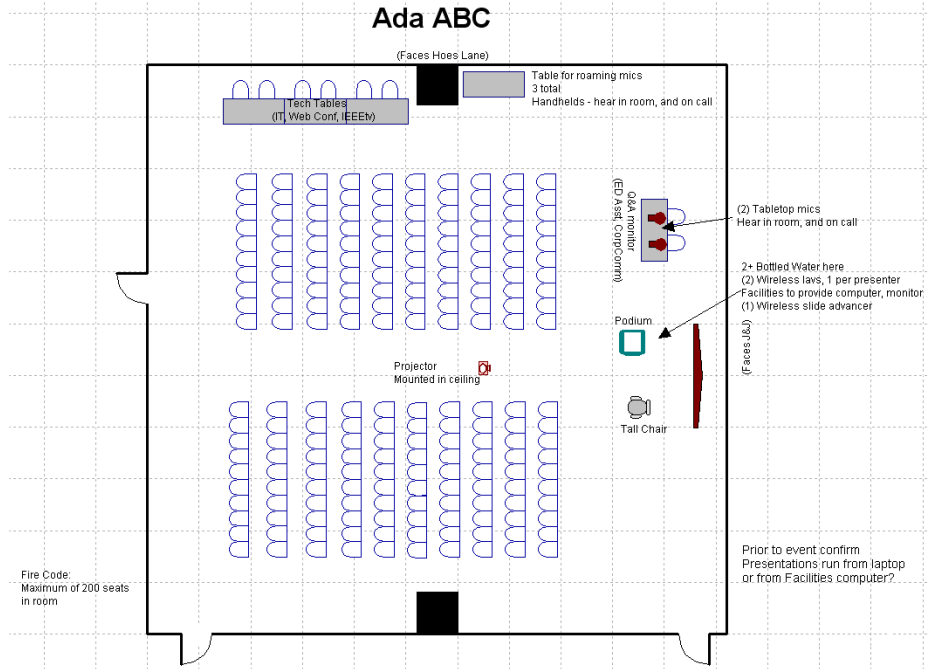 Ada ABC
(Faces Hoes Lane)
Table for roaming mics
3 total
Handhelds - hear in room, and on call
Tech Tables
(IT, Web Conf, IEEEtv)
Q&A monitor
(ED Asst, CorpComm)
(2) Tabletop mics
Hear in room, and on call
2+ Bottled Water here
(2) Wireless lavs, 1 per presenter
Facilities to provide computer, monitor
(1) Wireless slide advancer
Podium
(Faces J&J)
Projector
Mounted in ceiling
Tall Chair
Prior to event confirm
Presentations run from laptop
or from Facilities computer?
Fire Code:
Maximum of 200 seats
in room